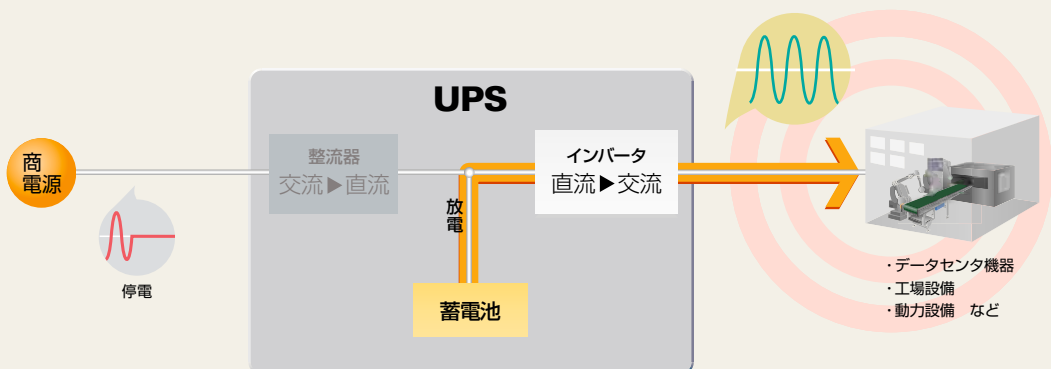 UPS
商
電源
停電
整流器
交流▶直流
放
電
蓄電池
インバータ
直流▶交流
・データセンタ機器
・工場設備
・動力設備　など